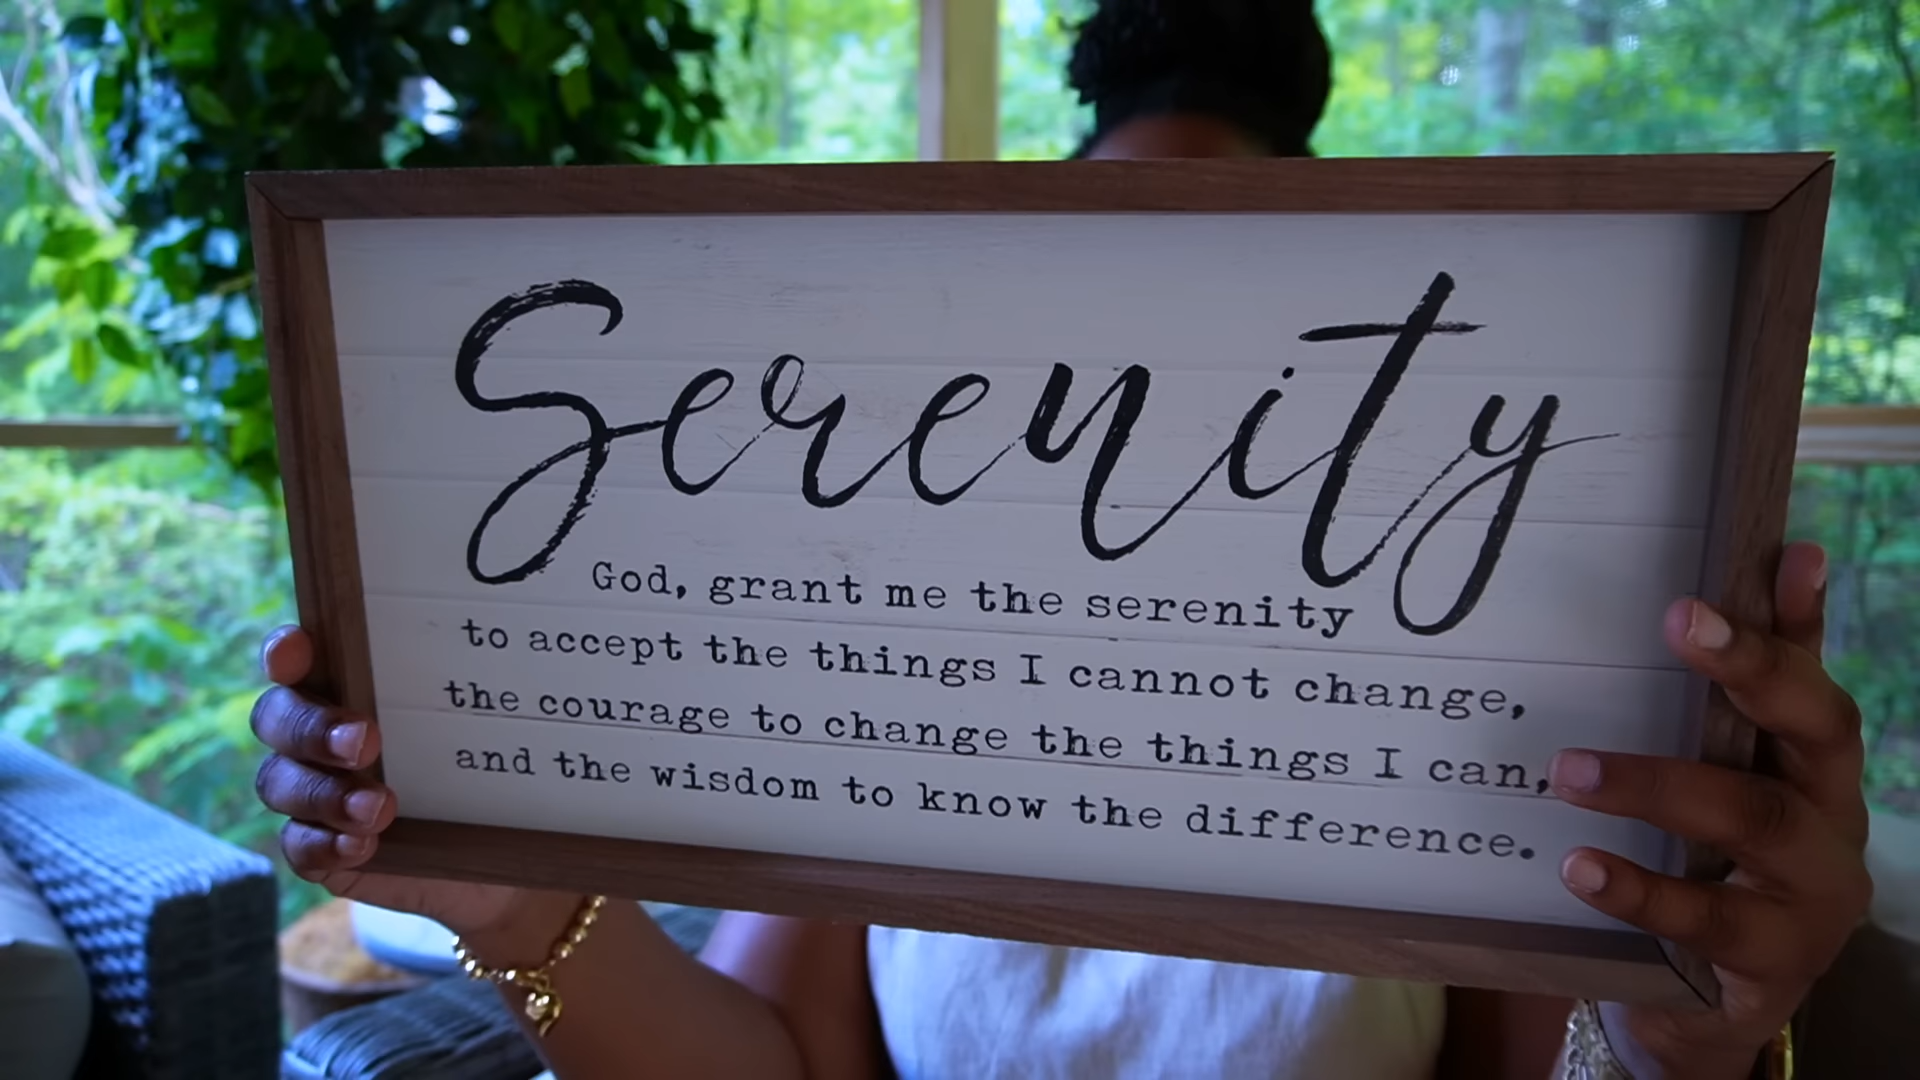 Serenity
God, grant me the serenity
to accept the things I cannot change,
the courage to change the things I can,
and the wisdom to know the difference.